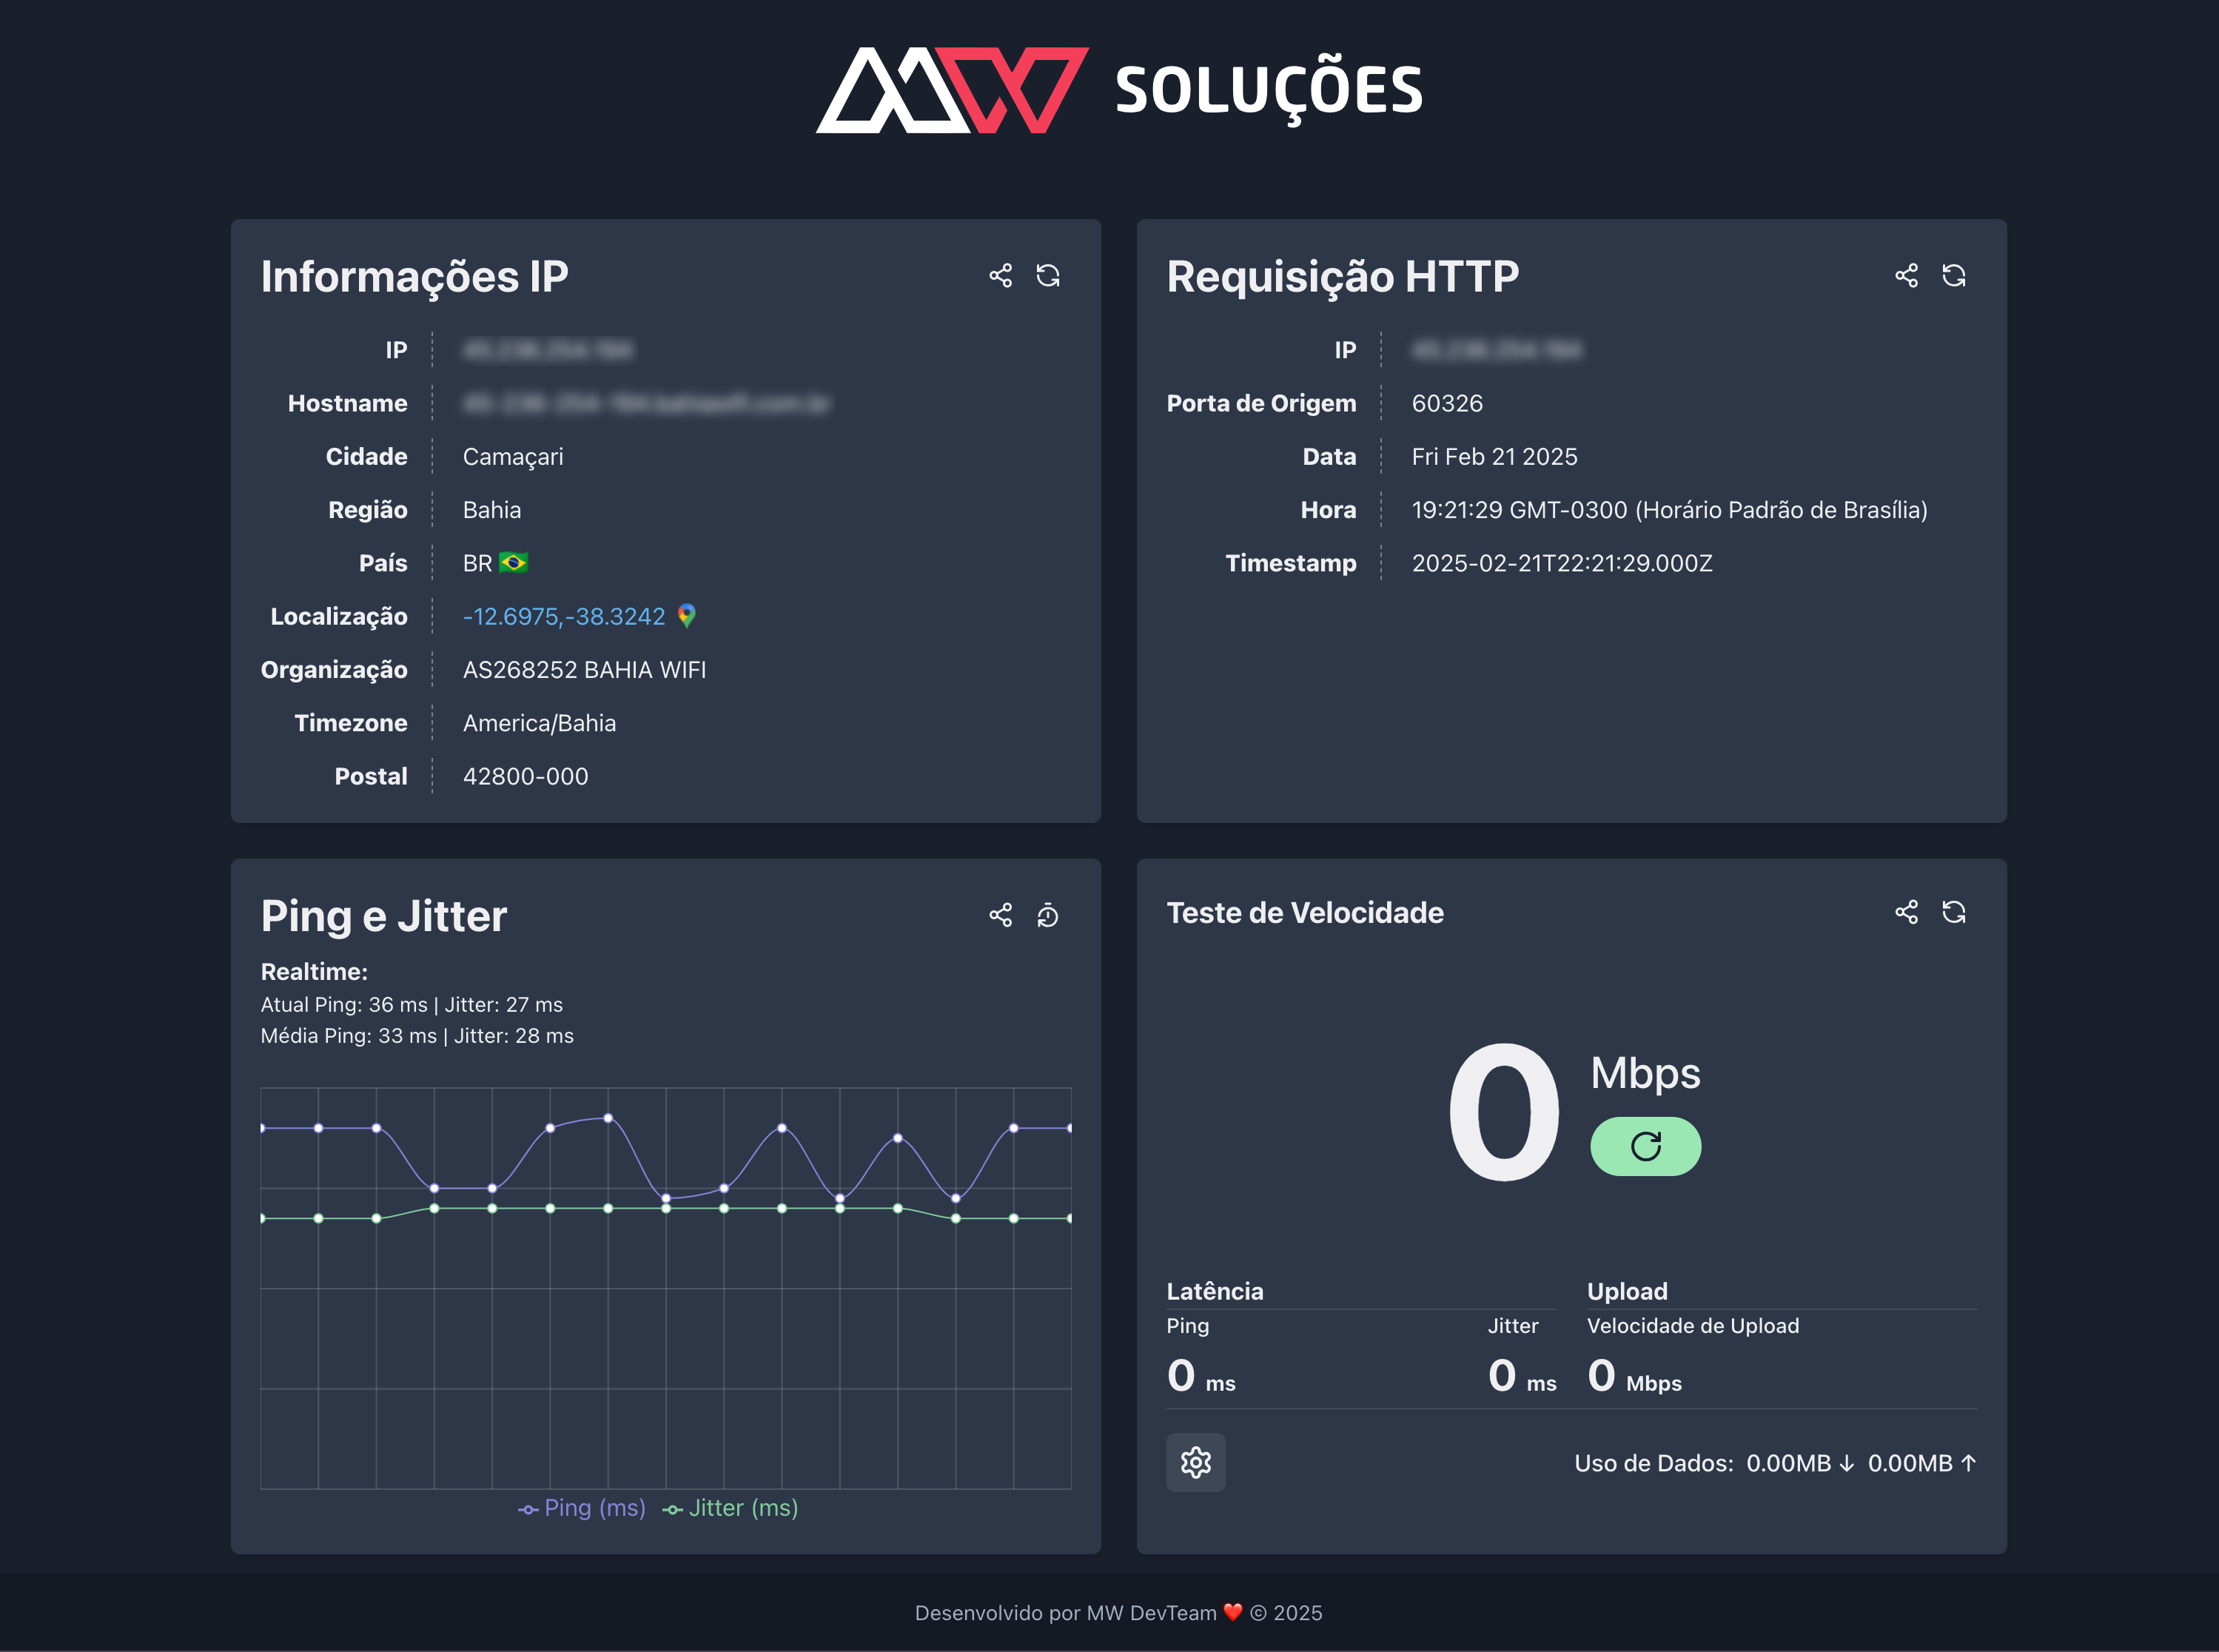 MW SOLUÇÕES
Informações IP
IP
Hostname
Cidade Camaçari
Região Bahia
País BR
Localização -12.6975,-38.3242
Organização AS268252 BAHIA WIFI
Timezone America/Bahia
Postal 42800-000
Requisição HTTP
IP
Porta de Origem 60326
Data Fri Feb 21 2025
Hora 19:21:29 GMT-0300 (Horário Padrão de Brasília)
Timestamp 2025-02-21T22:21:29.000Z
Ping e Jitter
Realtime:
Atual Ping: 36 ms | Jitter: 27 ms
Média Ping: 33 ms | Jitter: 28 ms
Ping (ms) Jitter (ms)
Teste de Velocidade
0 Mbps
Latência
Ping Jitter
0 ms 0 ms
Upload
Velocidade de Upload
0 Mbps
Uso de Dados: 0.00MB ↓ 0.00MB ↑
Desenvolvido por MW DevTeam ❤️ © 2025